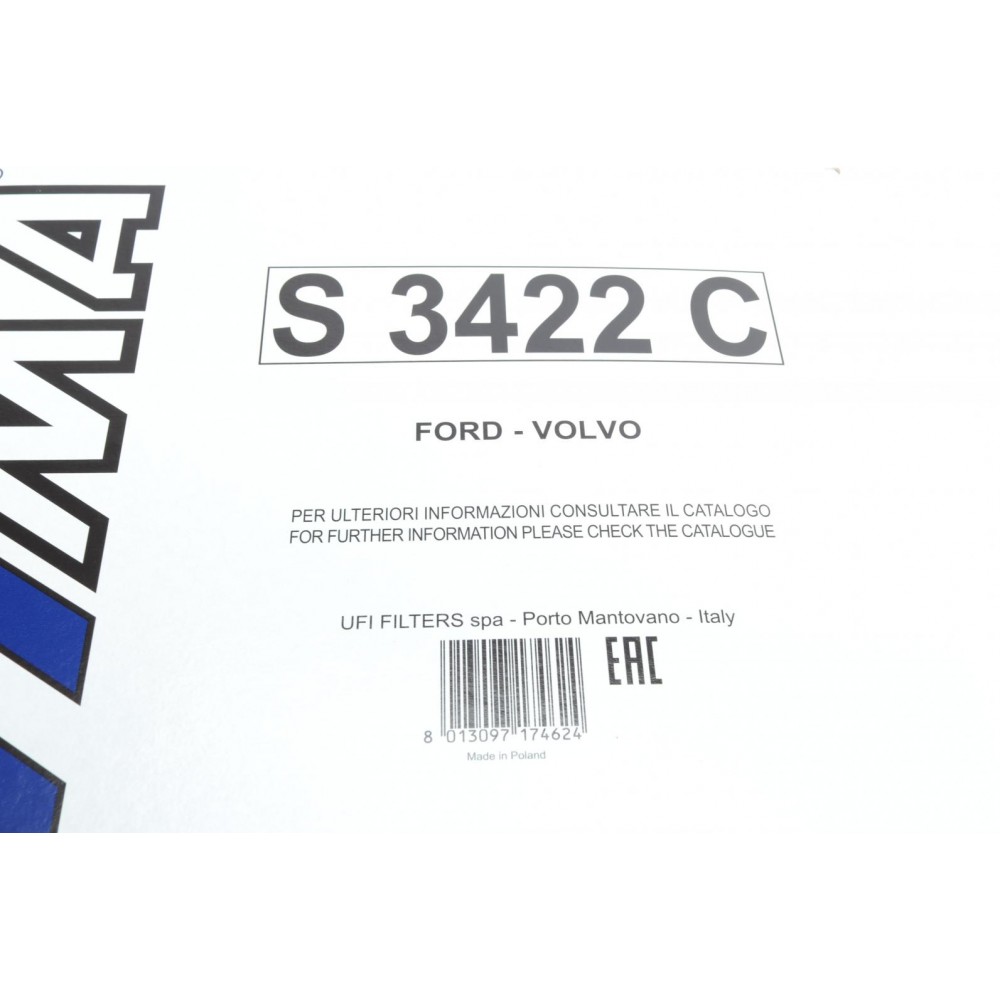 S 3422 C
FORD - VOLVO
PER ULTERIORI INFORMAZIONI CONSULTARE IL CATALOGO
FOR FURTHER INFORMATION PLEASE CHECK THE CATALOGUE
UFI FILTERS spa - Porto Mantovano - Italy
EAC
8 013097 174624
Made in Poland